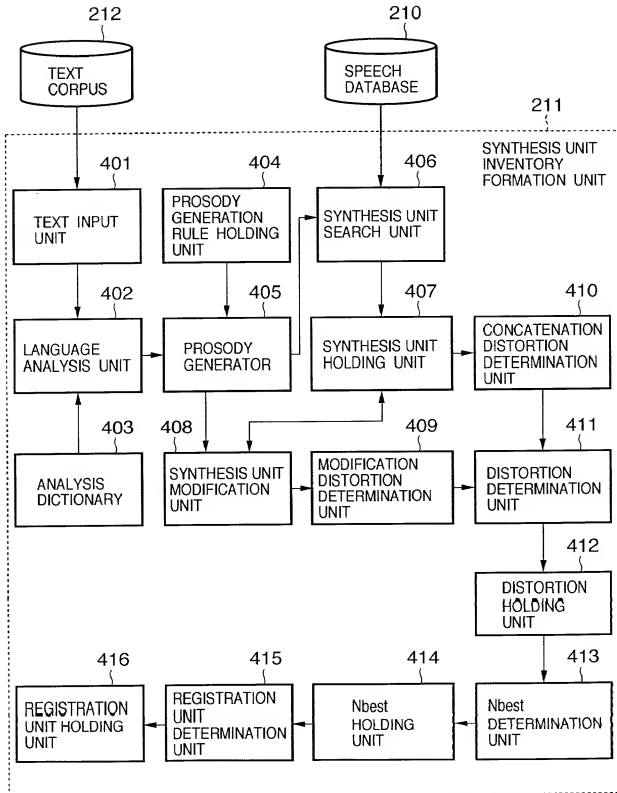 212
TEXT
CORPUS
210
SPEECH
DATABASE
211
SYNTHESIS UNIT
INVENTORY
FORMATION UNIT
401
TEXT INPUT
UNIT
404
PROSODY
GENERATION
RULE HOLDING
UNIT
406
SYNTHESIS UNIT
SEARCH UNIT
402
LANGUAGE
ANALYSIS UNIT
405
PROSODY
GENERATOR
407
SYNTHESIS UNIT
HOLDING UNIT
410
CONCATENATION
DISTORTION
DETERMINATION
UNIT
403
ANALYSIS
DICTIONARY
408
SYNTHESIS UNIT
MODIFICATION
UNIT
409
MODIFICATION
DISTORTION
DETERMINATION
UNIT
411
DISTORTION
DETERMINATION
UNIT
412
DISTORTION
HOLDING
UNIT
416
REGISTRATION
UNIT HOLDING
UNIT
415
REGISTRATION
UNIT
DETERMINATION
UNIT
414
Nbest
HOLDING
UNIT
413
Nbest
DETERMINATION
UNIT